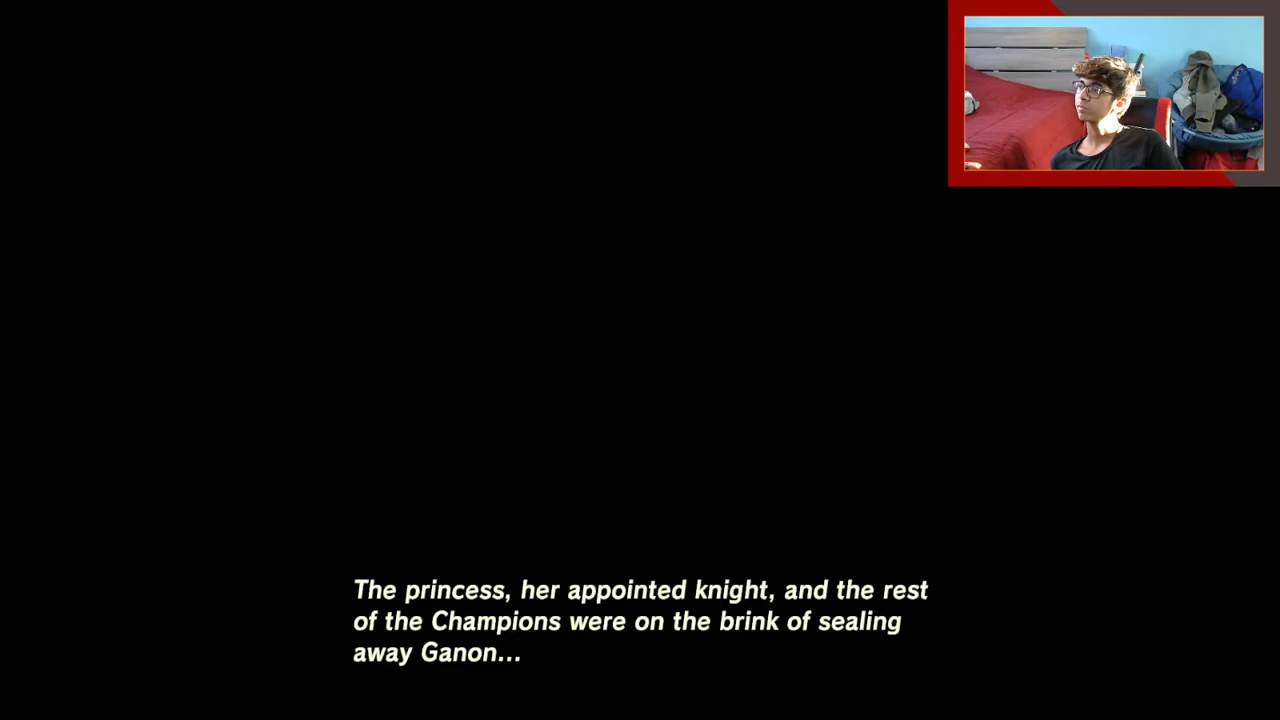 The princess, her appointed knight, and the rest
of the Champions were on the brink of sealing
away Ganon...